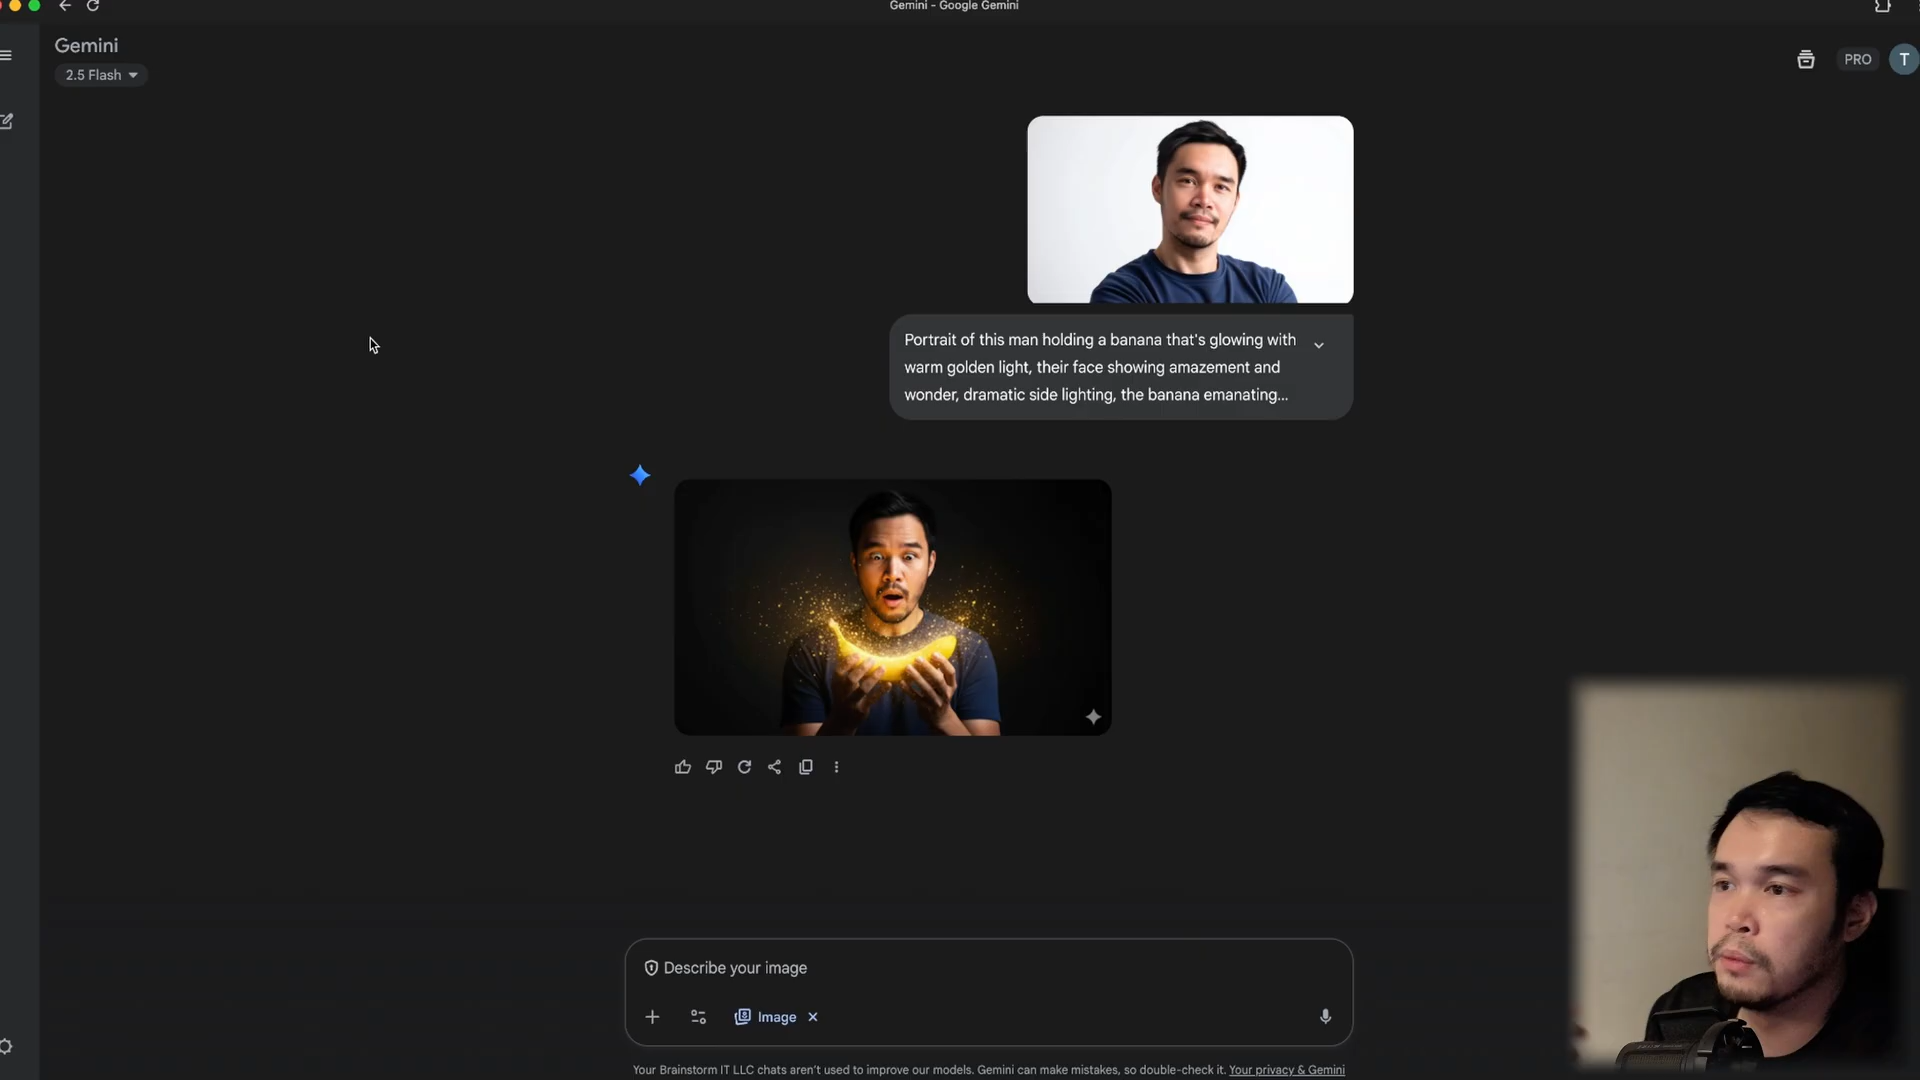 Gemini - Google Gemini
Gemini
2.5 Flash
PRO
T
Portrait of this man holding a banana that's glowing with
warm golden light, their face showing amazement and
wonder, dramatic side lighting, the banana emanating...
Describe your image
Image
Your Brainstorm IT LLC chats aren't used to improve our models. Gemini can make mistakes, so double-check it. Your privacy & Gemini